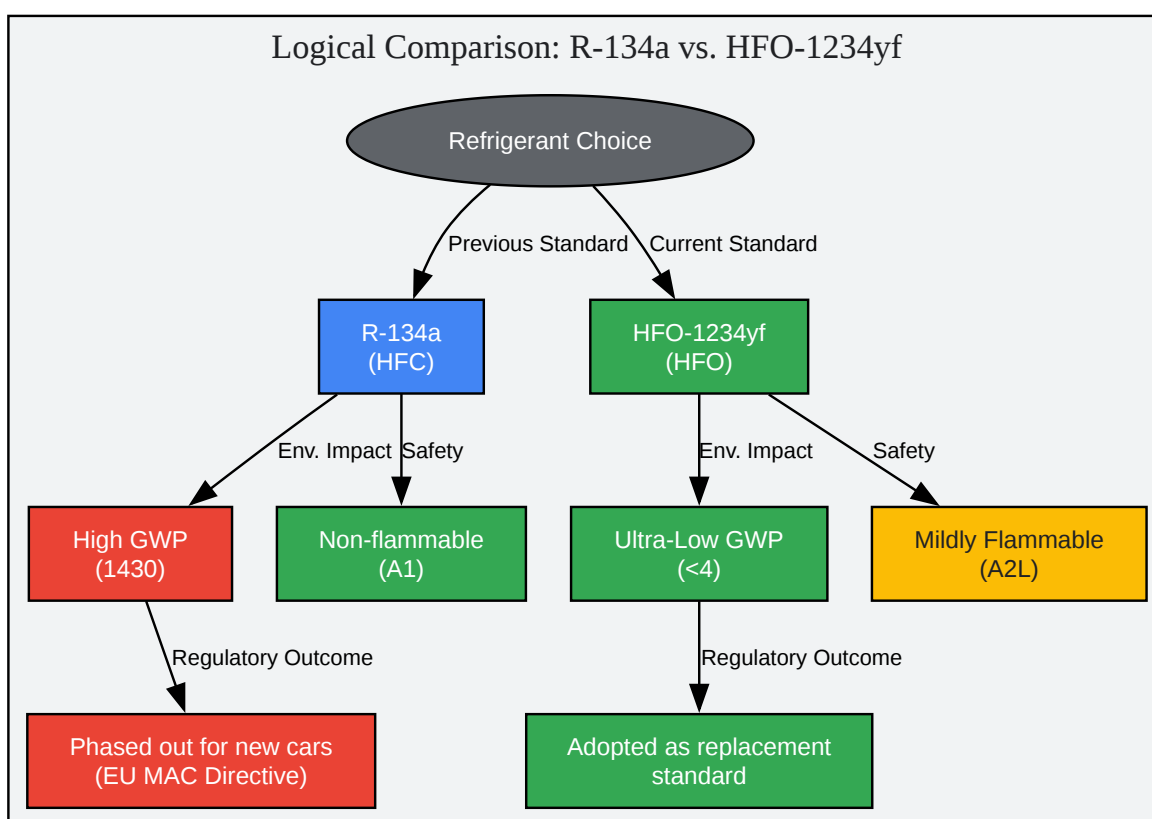 Logical Comparison: R-134a vs. HFO-1234yf
Refrigerant Choice
Previous Standard
Current Standard
R-134a
(HFC)
HFO-1234yf
(HFO)
Env. Impact
Safety
Env. Impact
Safety
High GWP
(1430)
Non-flammable
(A1)
Ultra-Low GWP
(<4)
Mildly Flammable
(A2L)
Regulatory Outcome
Regulatory Outcome
Phased out for new cars
(EU MAC Directive)
Adopted as replacement
standard